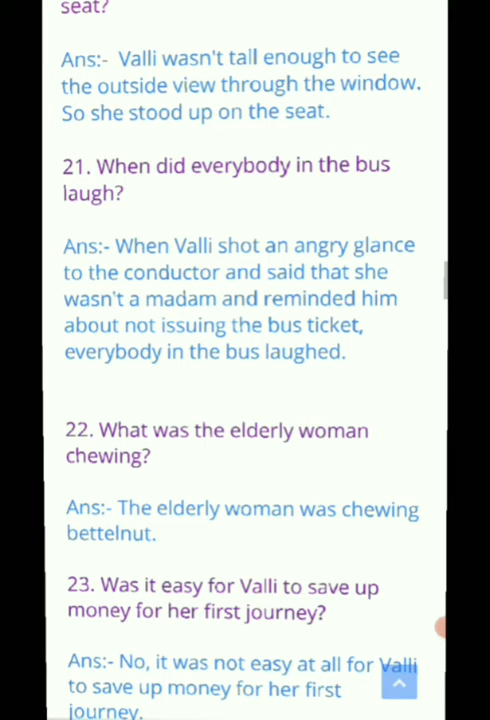 seat?
Ans:- Valli wasn't tall enough to see
the outside view through the window.
So she stood up on the seat.
21. When did everybody in the bus
laugh?
Ans:- When Valli shot an angry glance
to the conductor and said that she
wasn't a madam and reminded him
about not issuing the bus ticket,
everybody in the bus laughed.
22. What was the elderly woman
chewing?
Ans:- The elderly woman was chewing
bettelnut.
23. Was it easy for Valli to save up
money for her first journey?
Ans:- No, it was not easy at all for Valli
to save up money for her first
journey.